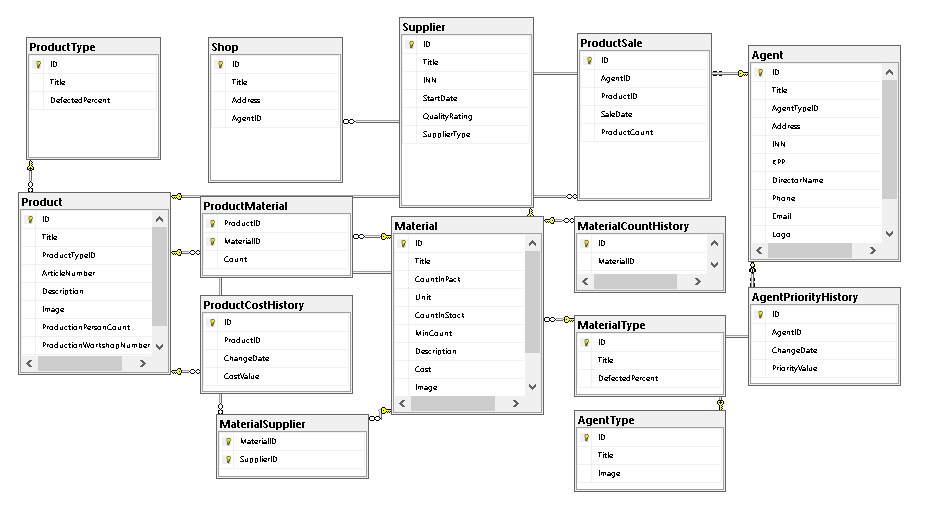 ProductType
ID
Title
DefectedPercent
Shop
ID
Title
Address
AgentID
Supplier
ID
Title
INN
StartDate
QualityRating
SupplierType
ProductSale
ID
AgentID
ProductID
SaleDate
ProductCount
Agent
ID
Title
AgentTypeID
Address
INN
KPP
DirectorName
Phone
Email
Logo
Product
ID
Title
ProductTypeID
ArticleNumber
Description
Image
ProductionPersonCount
ProductionWorkshopNumber
ProductMaterial
ProductID
MaterialID
Count
Material
ID
Title
CountInPack
Unit
CountInStock
MinCount
Description
Cost
Image
MaterialCountHistory
ID
MaterialID
ProductCostHistory
ID
ProductID
ChangeDate
CostValue
MaterialType
ID
Title
DefectedPercent
AgentPriorityHistory
ID
AgentID
ChangeDate
PriorityValue
MaterialSupplier
MaterialID
SupplierID
AgentType
ID
Title
Image